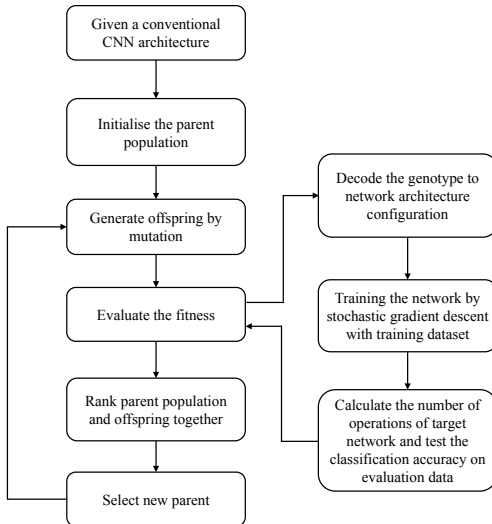 Given a conventional
CNN architecture
Initialise the parent
population
Generate offspring by
mutation
Evaluate the fitness
Rank parent population
and offspring together
Select new parent
Decode the genotype to
network architecture
configuration
Training the network by
stochastic gradient descent
with training dataset
Calculate the number of
operations of target
network and test the
classification accuracy on
evaluation data